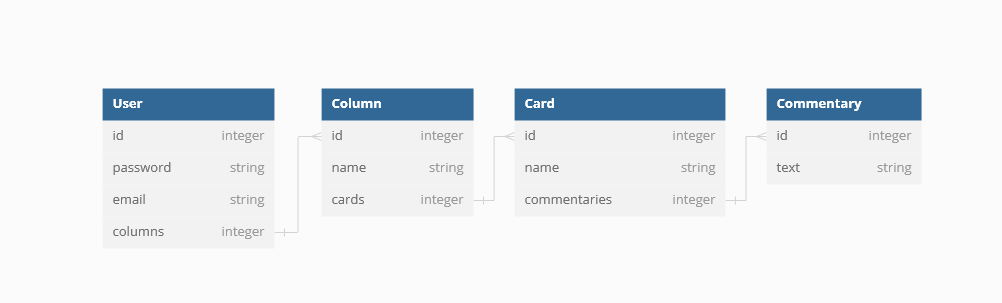 User
id integer
password string
email string
columns integer
Column
id integer
name string
cards integer
Card
id integer
name string
commentaries integer
Commentary
id integer
text string